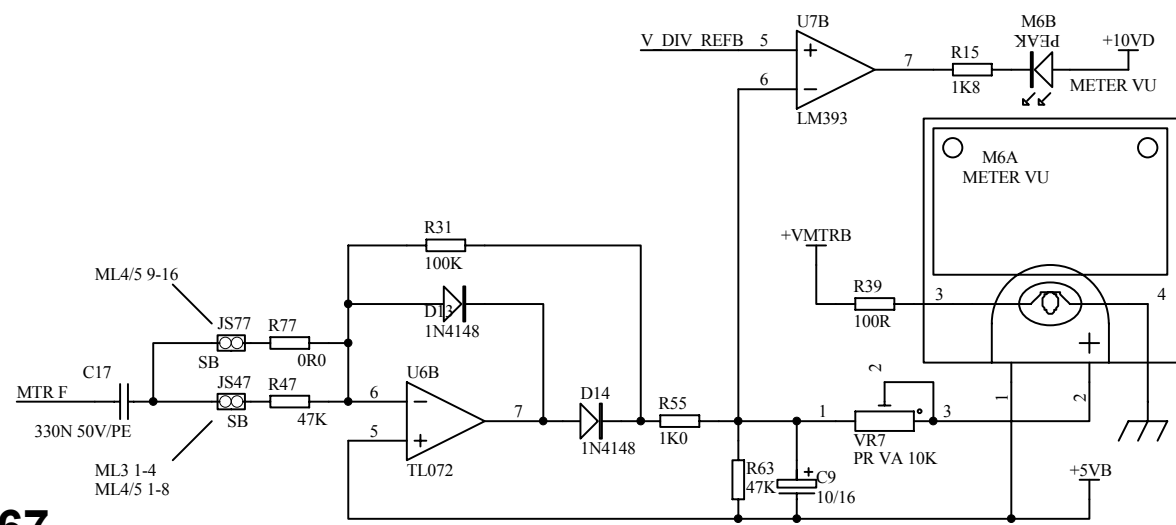 U7B
V_DIV_REFB 5
6
7
LM393
R15
1K8
M6B
PEAK
+10VD
METER VU
M6A
METER VU
+VMTRB
R39
100R
3
4
R31
100K
D13
1N4148
ML4/5 9-16
JS77
SB
R77
0R0
C17
MTR F
330N 50V/PE
JS47
SB
R47
47K
ML3 1-4
ML4/5 1-8
U6B
6
5
7
TL072
D14
1N4148
R55
1K0
1
2
3
VR7
PR VA 10K
1
2
R63
47K
+
C9
10/16
+5VB
67